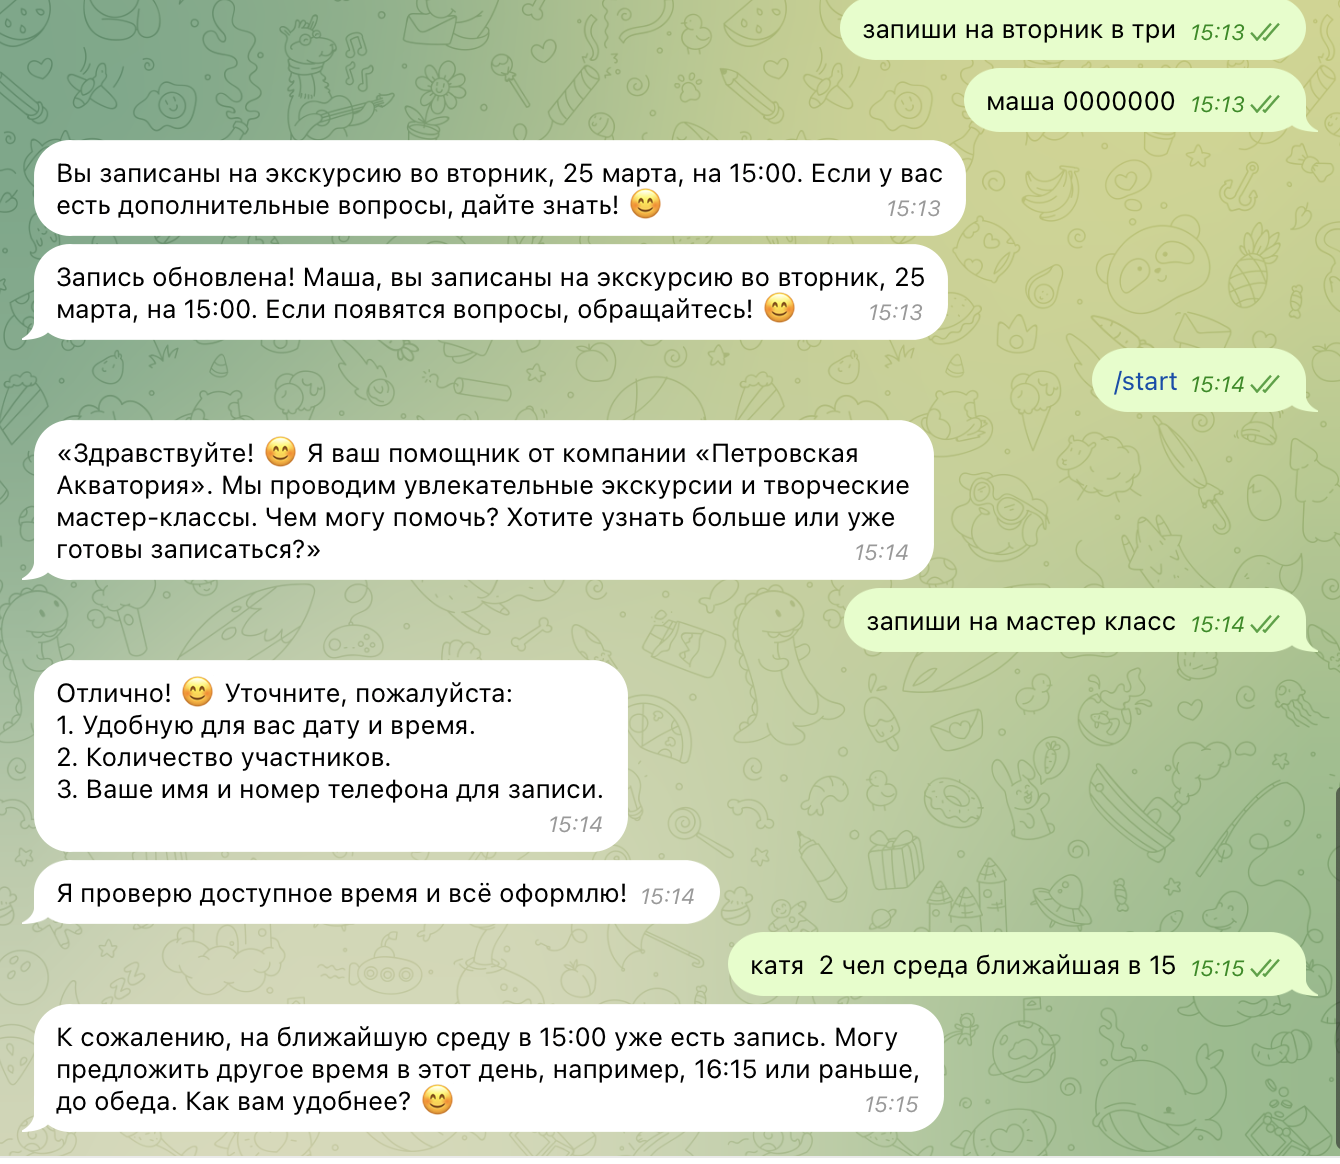 запиши на вторник в три 15:13
маша 0000000 15:13
Вы записаны на экскурсию во вторник, 25 марта, на 15:00. Если у вас
есть дополнительные вопросы, дайте знать! 😊 15:13
Запись обновлена! Маша, вы записаны на экскурсию во вторник, 25
марта, на 15:00. Если появятся вопросы, обращайтесь! 😊 15:13
/start 15:14
«Здравствуйте! 😊 Я ваш помощник от компании «Петровская
Акватория». Мы проводим увлекательные экскурсии и творческие
мастер-классы. Чем могу помочь? Хотите узнать больше или уже
готовы записаться?» 15:14
запиши на мастер класс 15:14
Отлично! 😊 Уточните, пожалуйста:
1. Удобную для вас дату и время.
2. Количество участников.
3. Ваше имя и номер телефона для записи.
15:14
Я проверю доступное время и всё оформлю! 15:14
катя  2 чел среда ближайшая в 15 15:15
К сожалению, на ближайшую среду в 15:00 уже есть запись. Могу
предложить другое время в этот день, например, 16:15 или раньше,
до обеда. Как вам удобнее? 😊 15:15